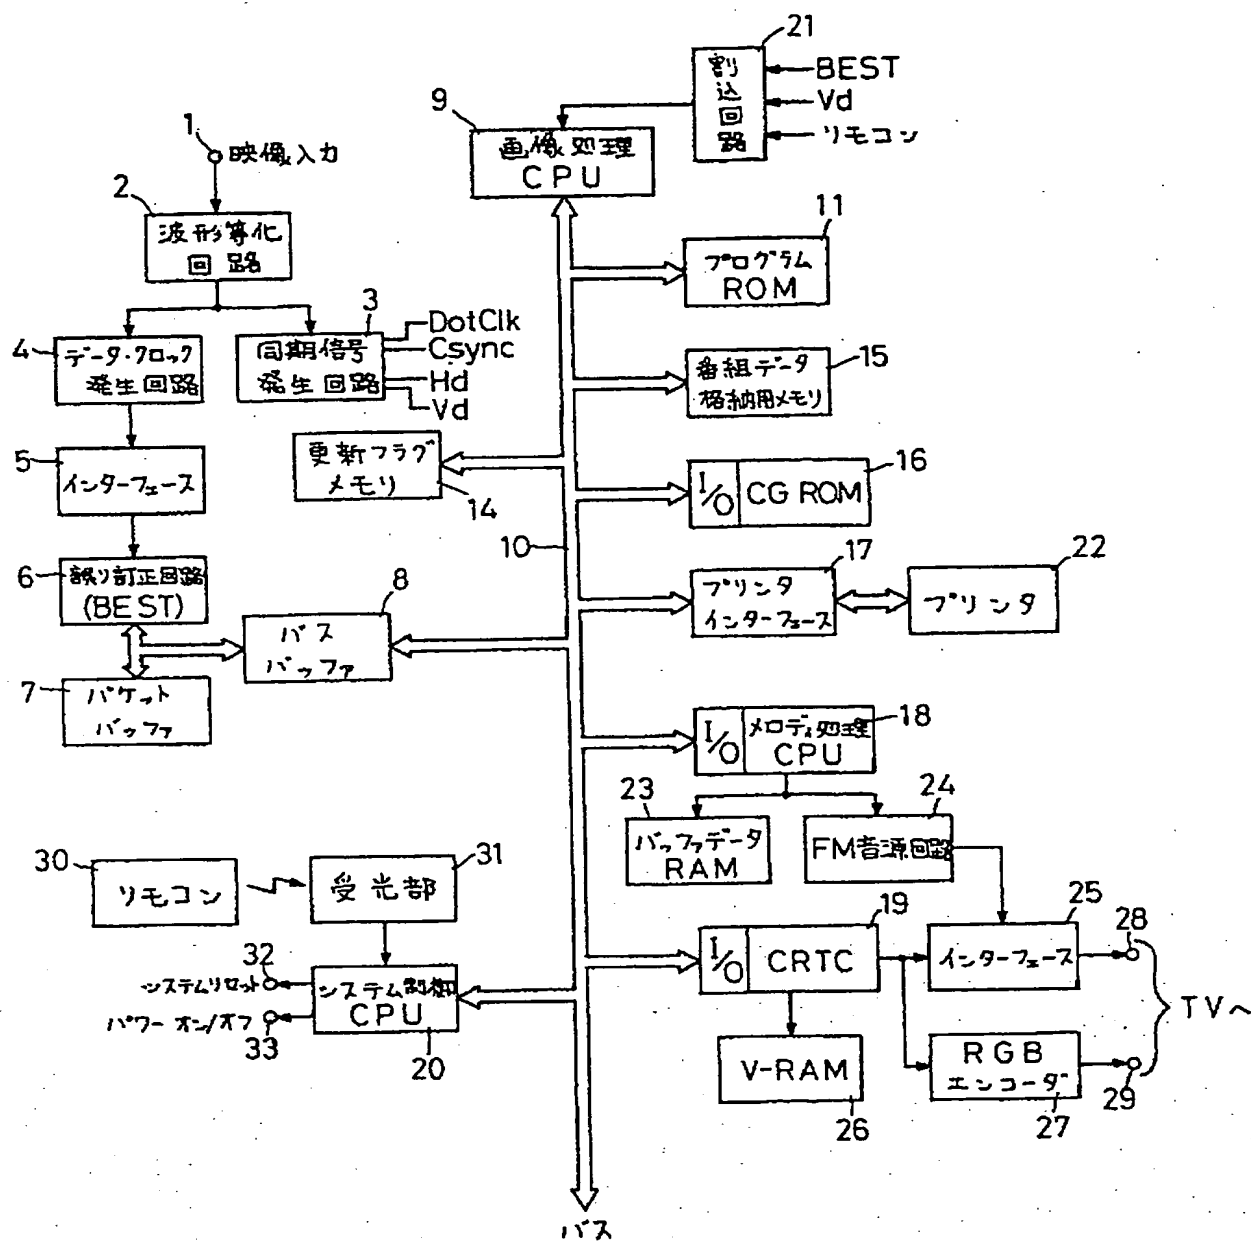 21
割込回路
BEST
Vd
リモコン
9
画像処理
CPU
1
映像入力
2
波形等化
回路
11
プログラム
ROM
3
DotClk
Csync
Hd
Vd
4
データ・クロック
発生回路
同期信号
発生回路
15
番組データ
格納用メモリ
5
インターフェース
更新フラグ
メモリ
14
16
I/O
CG ROM
10
6
誤り訂正回路
(BEST)
8
バス
バッファ
17
プリンタ
インターフェース
22
プリンタ
7
パケット
バッファ
18
I/O
メロディ処理
CPU
23
バッファデータ
RAM
24
FM音源回路
30
リモコン
31
受光部
19
I/O
CRTC
25
インターフェース
28
TVへ
32
システムリセット
パワーオン/オフ
33
システム制御
CPU
20
V-RAM
26
RGB
エンコーダ
27
29
バス